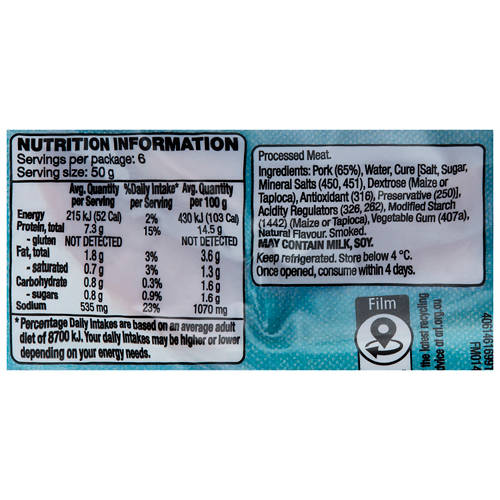 NUTRITION INFORMATION
Servings per package: 6
Serving size: 50 g
Avg. Quantity per Serving %Daily Intake* per Serving Avg. Quantity per 100 g
Energy 215 kJ (52 Cal) 2% 430 kJ (103 Cal)
Protein, total 7.3 g 15% 14.5 g
- gluten NOT DETECTED NOT DETECTED
Fat, total 1.8 g 3% 3.6 g
- saturated 0.7 g 3% 1.3 g
Carbohydrate 0.8 g 0.3% 1.6 g
- sugars 0.8 g 0.9% 1.6 g
Sodium 535 mg 23% 1070 mg
*Percentage Daily Intakes are based on an average adult
diet of 8700 kJ. Your daily intakes may be higher or lower
depending on your energy needs.
Processed Meat.
Ingredients: Pork (65%), Water, Cure [Salt, Sugar,
Mineral Salts (450, 451), Dextrose (Maize or
Tapioca), Antioxidant (316), Preservative (250)],
Acidity Regulators (326, 262), Modified Starch
(1442) (Maize or Tapioca), Vegetable Gum (407a),
Natural Flavour. Smoked.
MAY CONTAIN MILK, SOY.
Keep refrigerated. Store below 4 °C.
Once opened, consume within 4 days.
Film
the latest recycling
advice at arl.org.au